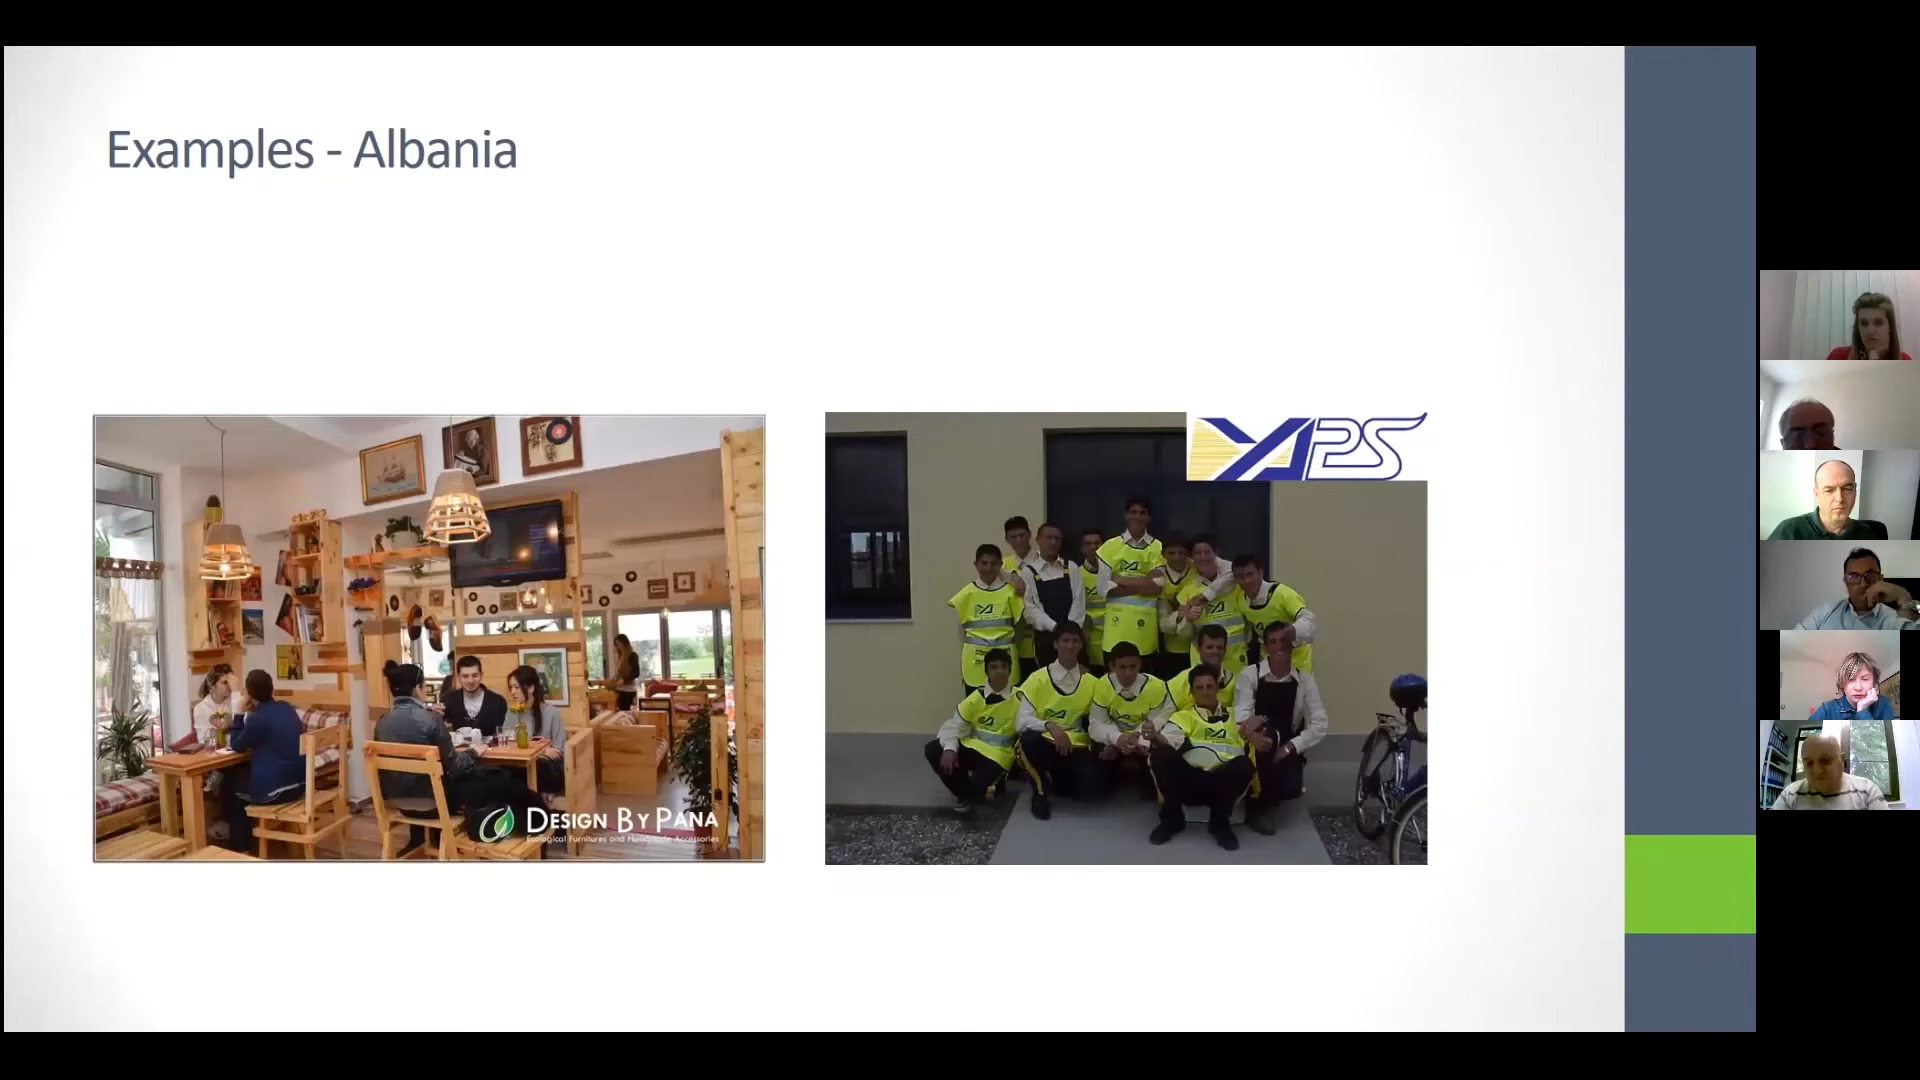 Examples - Albania
YAPS
DESIGN BY PANA
Ecological Furnitures and Handmade Accessories